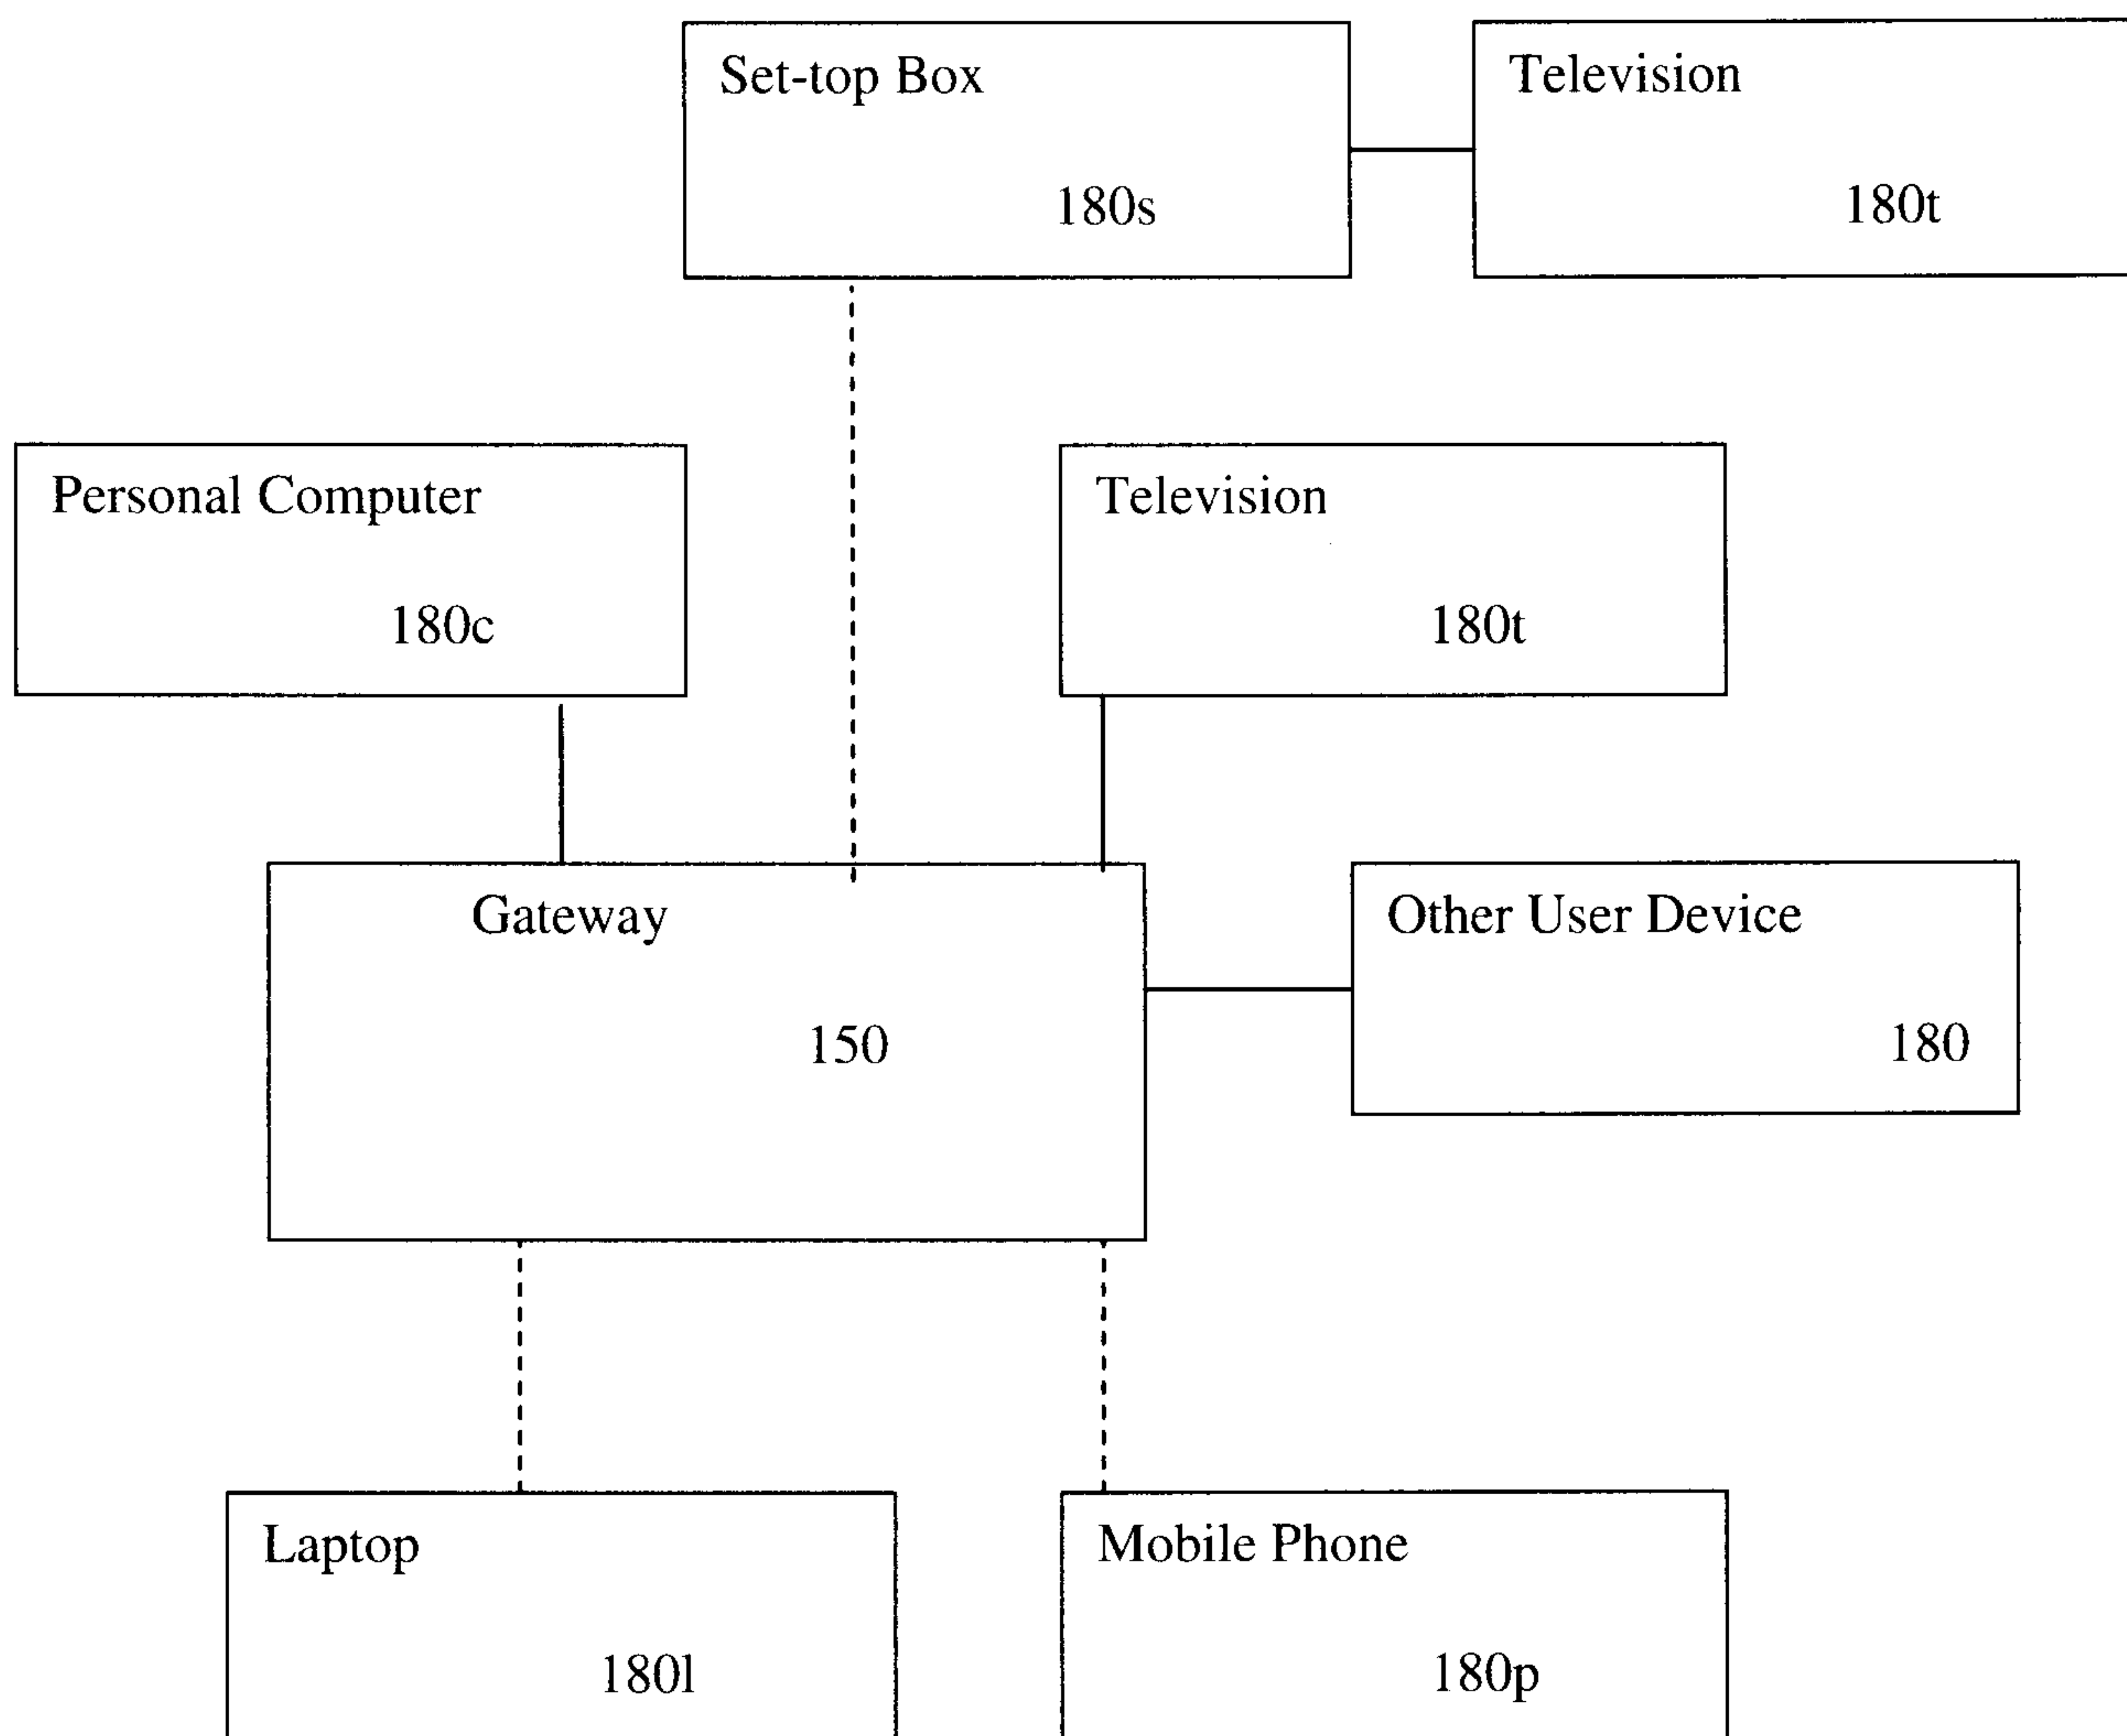 Set-top Box
180s
Television
180t
Personal Computer
180c
Television
180t
Gateway
150
Other User Device
180
Laptop
180l
Mobile Phone
180p